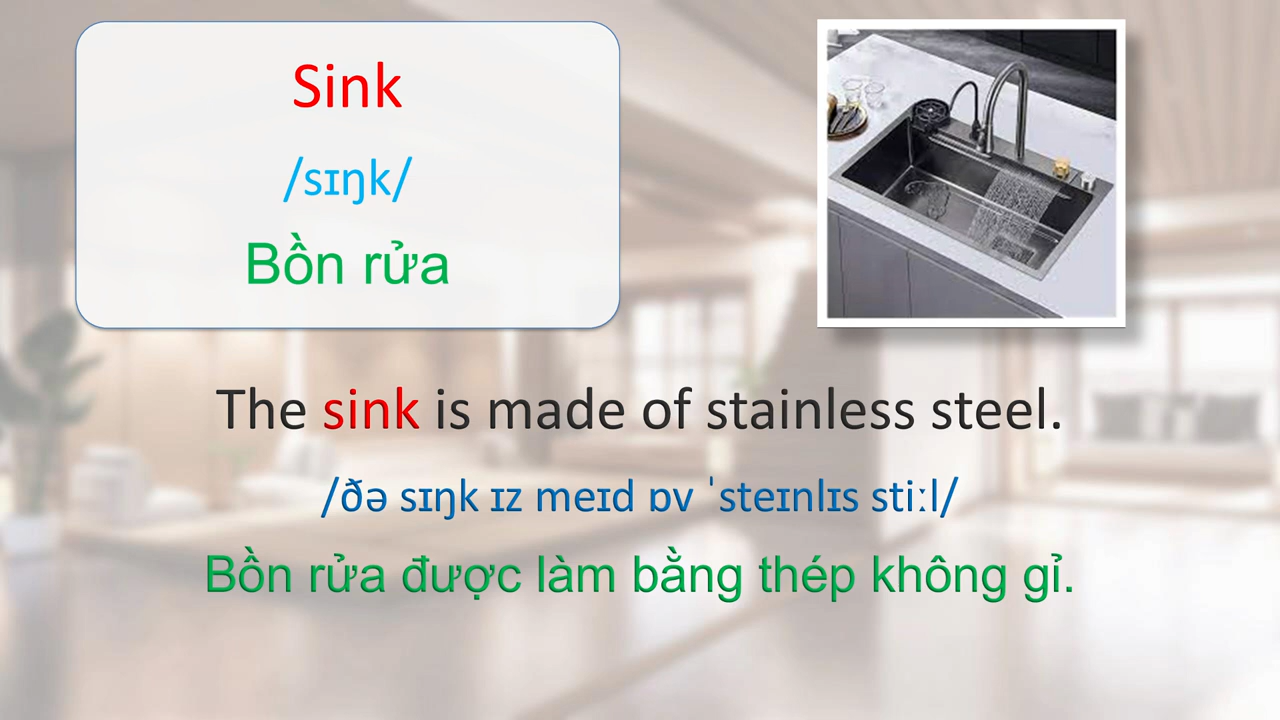 Sink
/sɪŋk/
Bồn rửa
The sink is made of stainless steel.
/ðə sɪŋk ɪz meɪd ɒv ˈsteɪnlɪs stiːl/
Bồn rửa được làm bằng thép không gỉ.